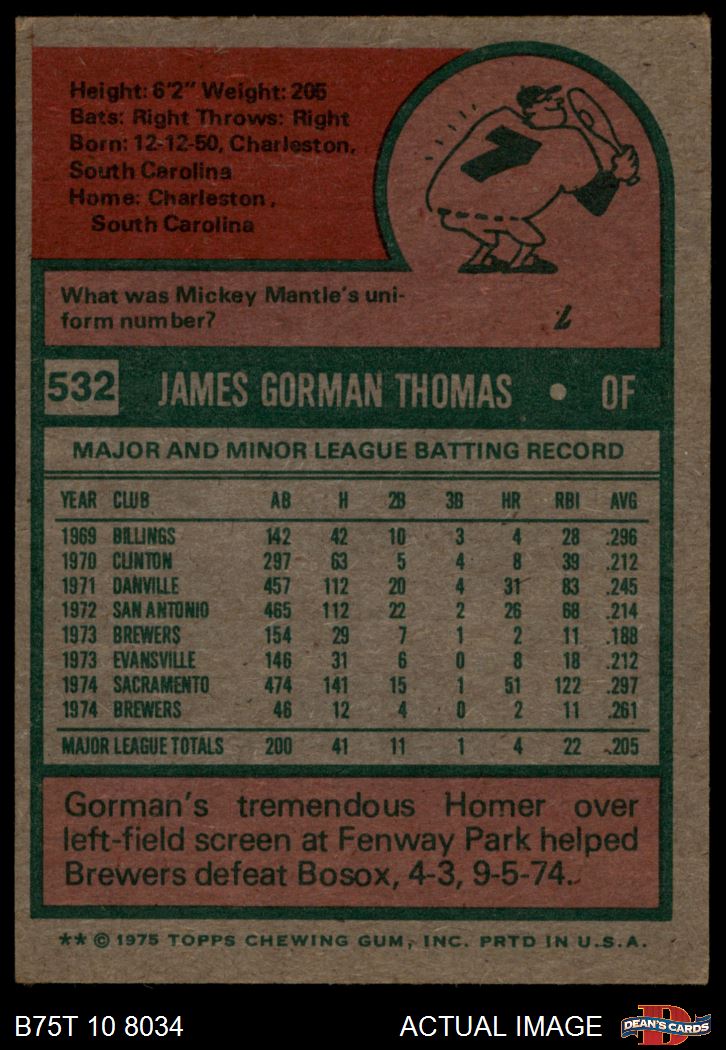 Height: 6'2" Weight: 205
Bats: Right Throws: Right
Born: 12-12-50, Charleston,
South Carolina
Home: Charleston,
South Carolina
What was Mickey Mantle's uni-
form number?
7
532 JAMES GORMAN THOMAS • OF
MAJOR AND MINOR LEAGUE BATTING RECORD
YEAR CLUB AB H 2B 3B HR RBI AVG
1969 BILLINGS 142 42 10 3 4 28 .296
1970 CLINTON 297 63 5 4 8 39 .212
1971 DANVILLE 457 112 20 4 31 83 .245
1972 SAN ANTONIO 465 112 22 2 26 68 .214
1973 BREWERS 154 29 7 1 2 11 .188
1973 EVANSVILLE 146 31 6 0 8 18 .212
1974 SACRAMENTO 474 141 15 1 51 122 .297
1974 BREWERS 46 12 4 0 2 11 .261
MAJOR LEAGUE TOTALS 200 41 11 1 4 22 .205
Gorman's tremendous Homer over
left-field screen at Fenway Park helped
Brewers defeat Bosox, 4-3, 9-5-74.
** © 1975 TOPPS CHEWING GUM, INC. PRTD IN U.S.A.
B75T 10 8034 ACTUAL IMAGE
D
DEAN'S CARDS